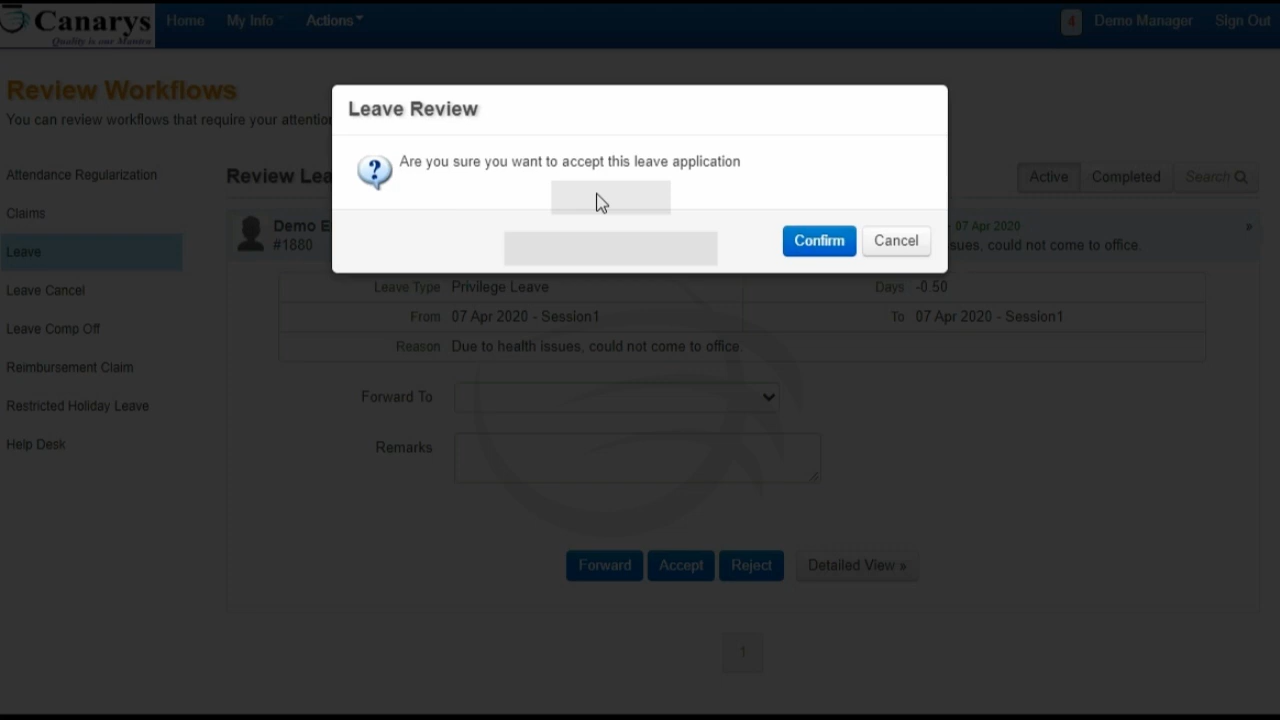 Canarys
Quality is our Mantra
Home My Info Actions
4 Demo Manager Sign Out
Review Workflows
You can review workflows that require your attentio
Leave Review
Are you sure you want to accept this leave application
Confirm Cancel
Attendance Regularization
Claims
Leave
Leave Cancel
Leave Comp Off
Reimbursement Claim
Restricted Holiday Leave
Help Desk
Review Lea
Active Completed Search
Demo E
#1880
07 Apr 2020 »
sues, could not come to office.
Leave Type Privilege Leave Days -0.50
From 07 Apr 2020 - Session1 To 07 Apr 2020 - Session1
Reason Due to health issues, could not come to office.
Forward To
Remarks
Forward Accept Reject Detailed View »
1